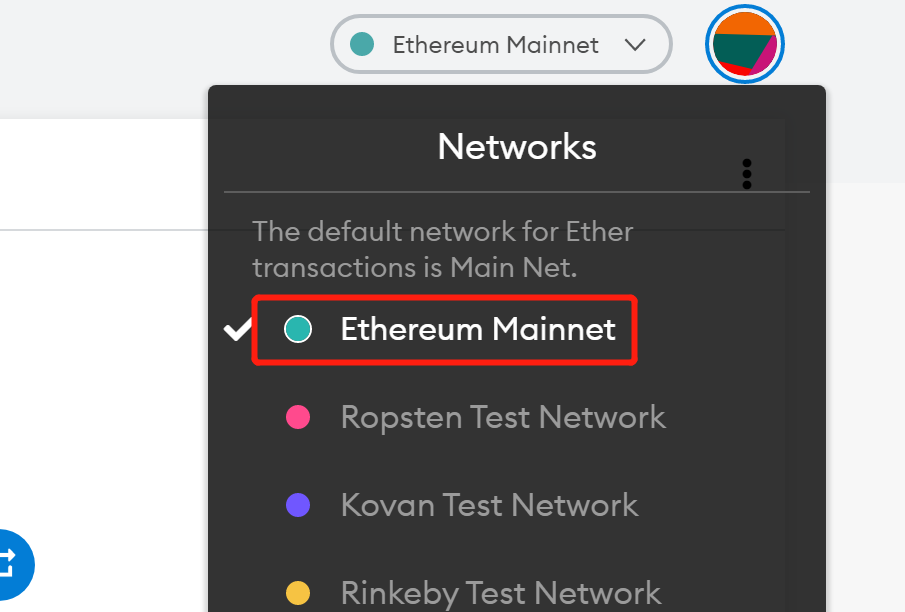 Ethereum Mainnet
Networks
The default network for Ether
transactions is Main Net.
Ethereum Mainnet
Ropsten Test Network
Kovan Test Network
Rinkeby Test Network